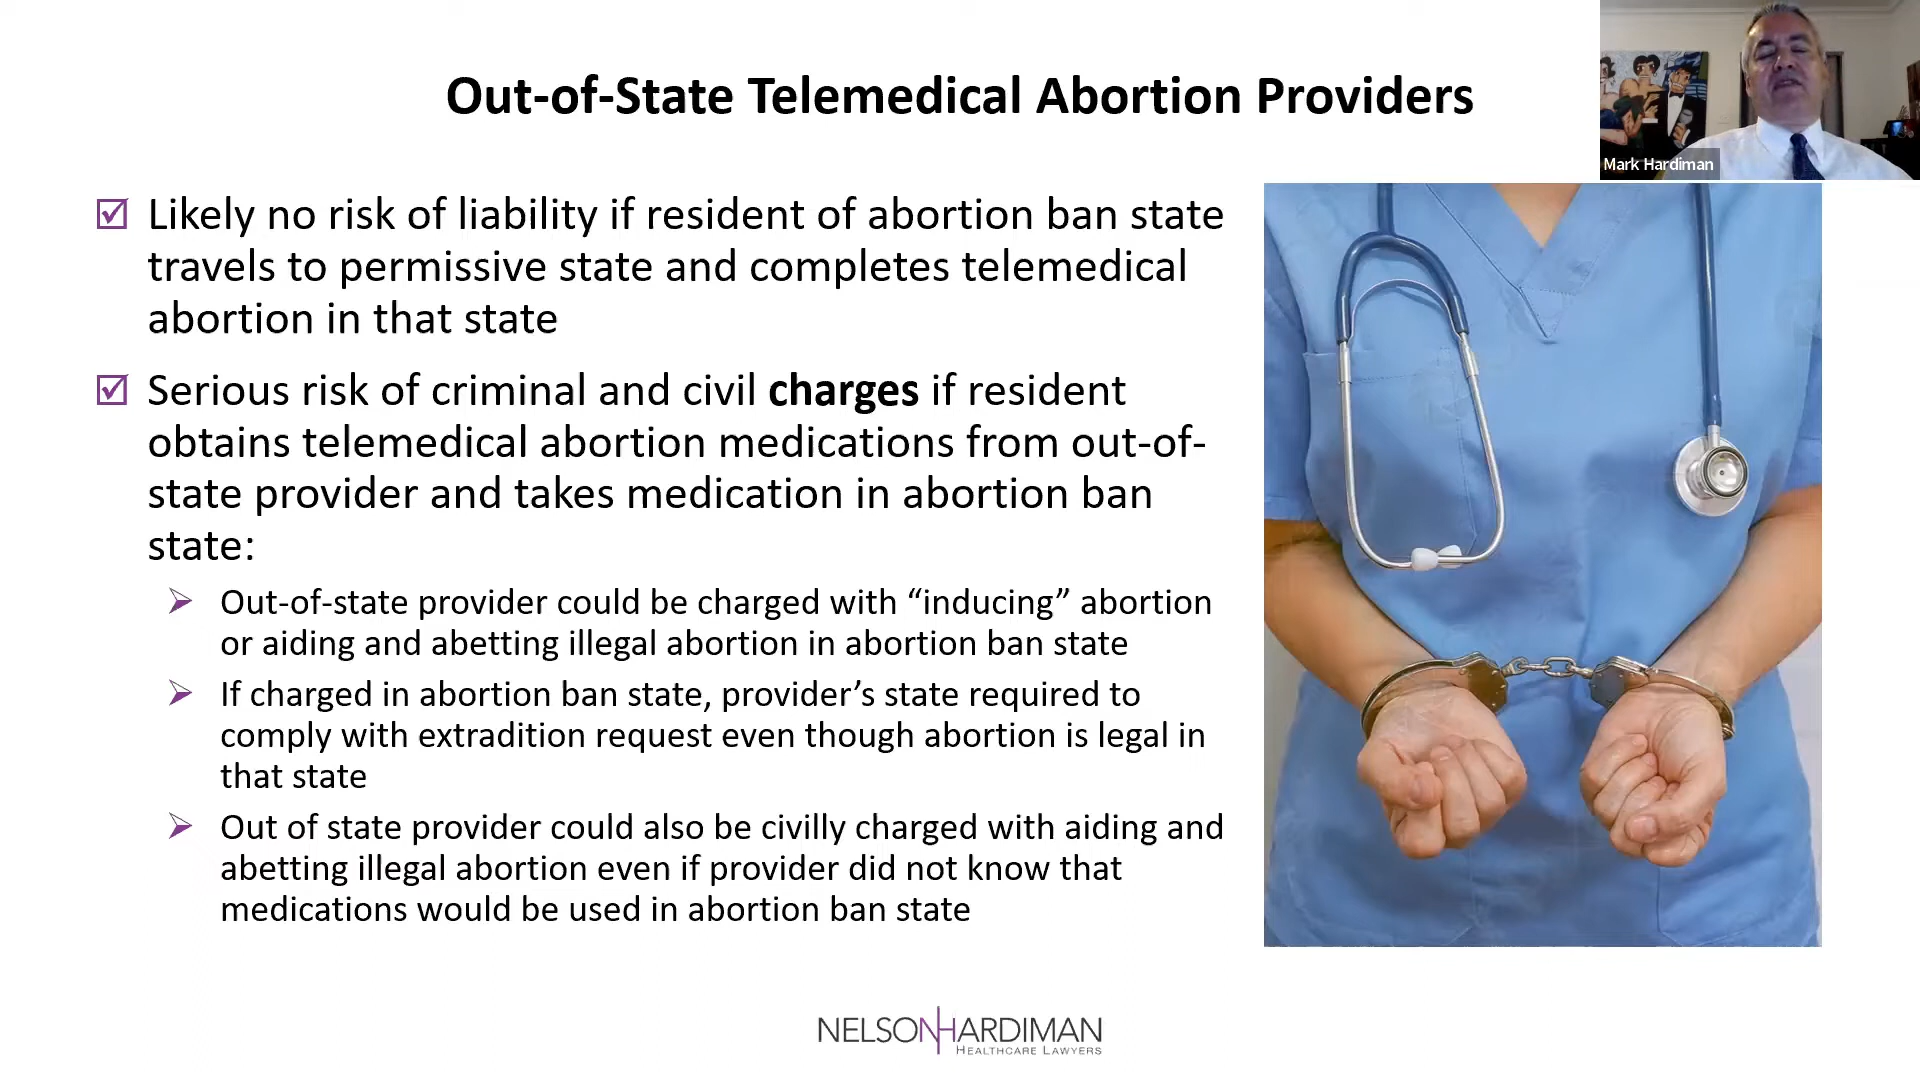 Out-of-State Telemedical Abortion Providers
Mark Hardiman
Likely no risk of liability if resident of abortion ban state
travels to permissive state and completes telemedical
abortion in that state
Serious risk of criminal and civil charges if resident
obtains telemedical abortion medications from out-of-
state provider and takes medication in abortion ban
state:
Out-of-state provider could be charged with “inducing” abortion
or aiding and abetting illegal abortion in abortion ban state
If charged in abortion ban state, provider’s state required to
comply with extradition request even though abortion is legal in
that state
Out of state provider could also be civilly charged with aiding and
abetting illegal abortion even if provider did not know that
medications would be used in abortion ban state
NELSONHARDIMAN
HEALTHCARE LAWYERS